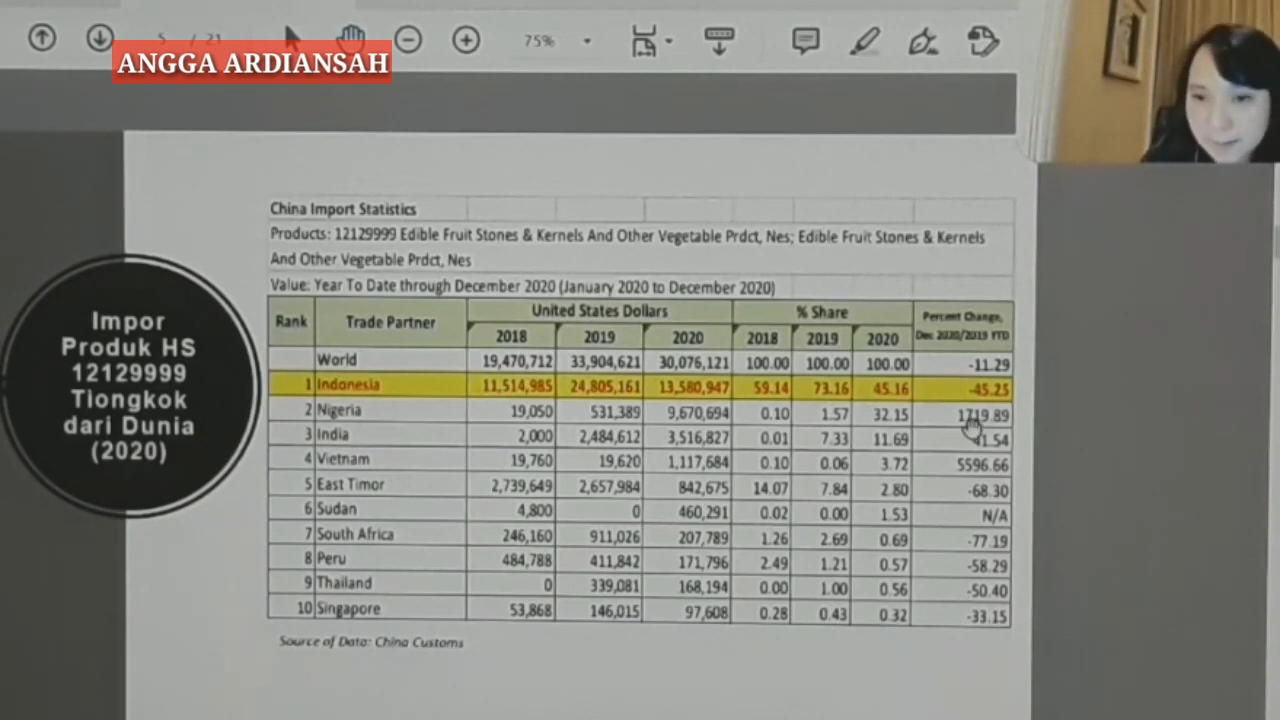 5 / 21
75%
ANGGA ARDIANSAH
Impor
Produk HS
12129999
Tiongkok
dari Dunia
(2020)
China Import Statistics
Products: 12129999 Edible Fruit Stones & Kernels And Other Vegetable Prdct, Nes; Edible Fruit Stones & Kernels
And Other Vegetable Prdct, Nes
Value: Year To Date through December 2020 (January 2020 to December 2020)
Rank Trade Partner United States Dollars % Share Percent Change,
2018 2019 2020 2018 2019 2020 Dec 2020/2019 YTD
World 19,470,712 33,904,621 30,076,121 100.00 100.00 100.00 -11.29
1 Indonesia 11,514,985 24,805,161 13,580,947 59.14 73.16 45.16 -45.25
2 Nigeria 19,050 531,389 9,670,694 0.10 1.57 32.15 1719.89
3 India 2,000 2,484,612 3,516,827 0.01 7.33 11.69 41.54
4 Vietnam 19,760 19,620 1,117,684 0.10 0.06 3.72 5596.66
5 East Timor 2,739,649 2,657,984 842,675 14.07 7.84 2.80 -68.30
6 Sudan 4,800 0 460,291 0.02 0.00 1.53 N/A
7 South Africa 246,160 911,026 207,789 1.26 2.69 0.69 -77.19
8 Peru 484,788 411,842 171,796 2.49 1.21 0.57 -58.29
9 Thailand 0 339,081 168,194 0.00 1.00 0.56 -50.40
10 Singapore 53,868 146,015 97,608 0.28 0.43 0.32 -33.15
Source of Data: China Customs